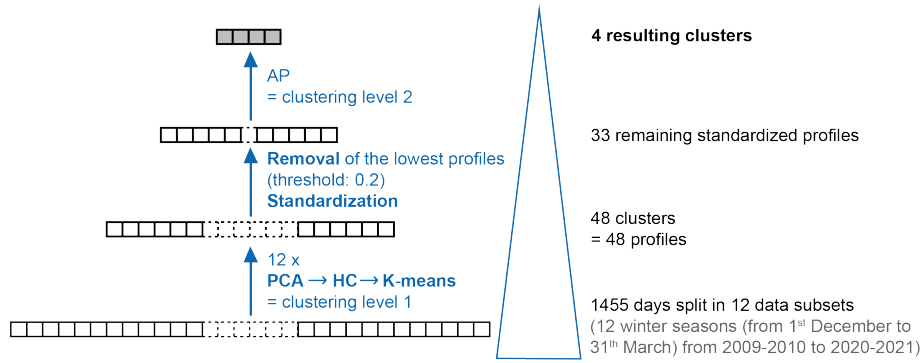 4 resulting clusters
AP
= clustering level 2
33 remaining standardized profiles
Removal of the lowest profiles
(threshold: 0.2)
Standardization
48 clusters
= 48 profiles
12 x
PCA → HC → K-means
= clustering level 1
1455 days split in 12 data subsets
(12 winter seasons (from 1st December to
31th March) from 2009-2010 to 2020-2021)